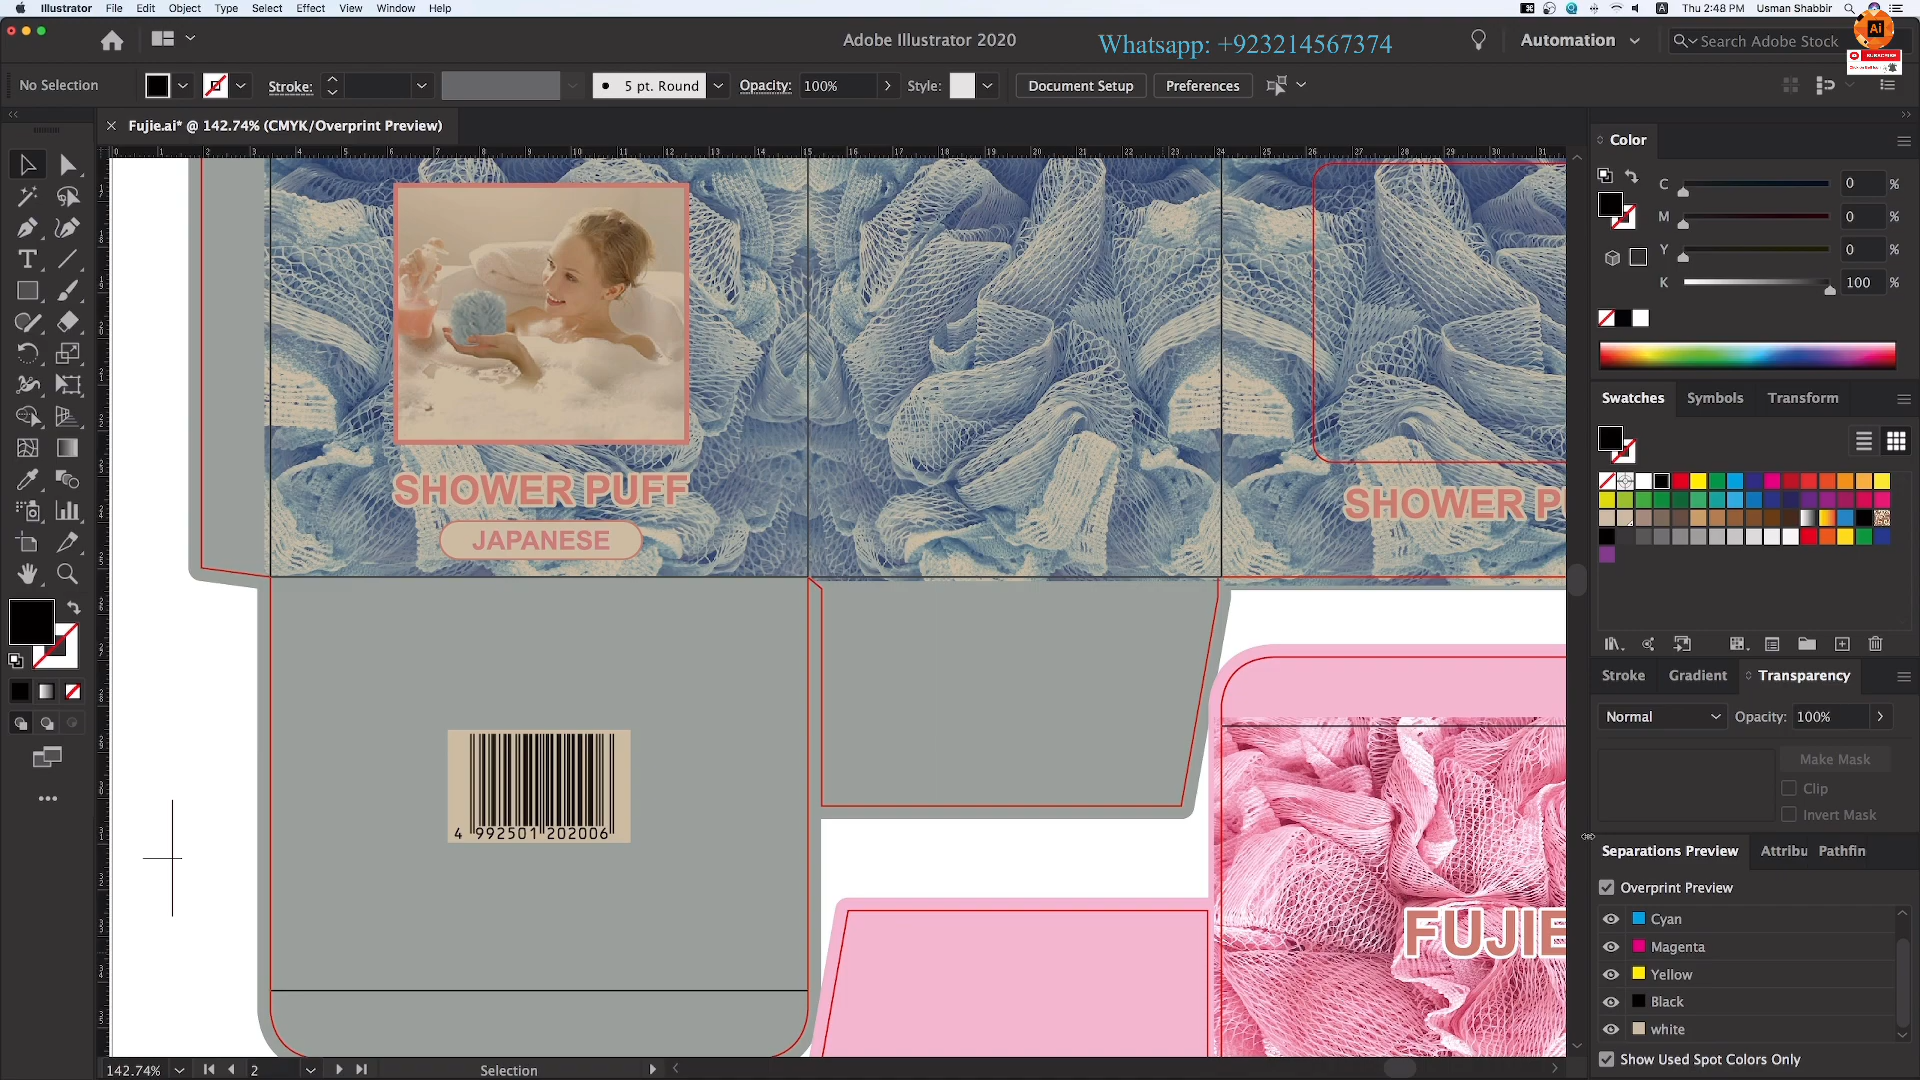 Illustrator File Edit Object Type Select Effect View Window Help
Thu 2:48 PM Usman Shabbir
Adobe Illustrator 2020
Whatsapp: +923214567374
Automation
Search Adobe Stock
Ai
SUBSCRIBE
No Selection
Stroke:
5 pt. Round
Opacity: 100%
Style:
Document Setup
Preferences
Fujie.ai* @ 142.74% (CMYK/Overprint Preview)
SHOWER PUFF
JAPANESE
SHOWER P
4 992501 202006
FUJIE
Color
C 0 %
M 0 %
Y 0 %
K 100 %
Swatches Symbols Transform
Stroke Gradient Transparency
Normal Opacity: 100%
Make Mask
Clip
Invert Mask
Separations Preview Attribu Pathfin
Overprint Preview
Cyan
Magenta
Yellow
Black
white
Show Used Spot Colors Only
142.74% 2 Selection